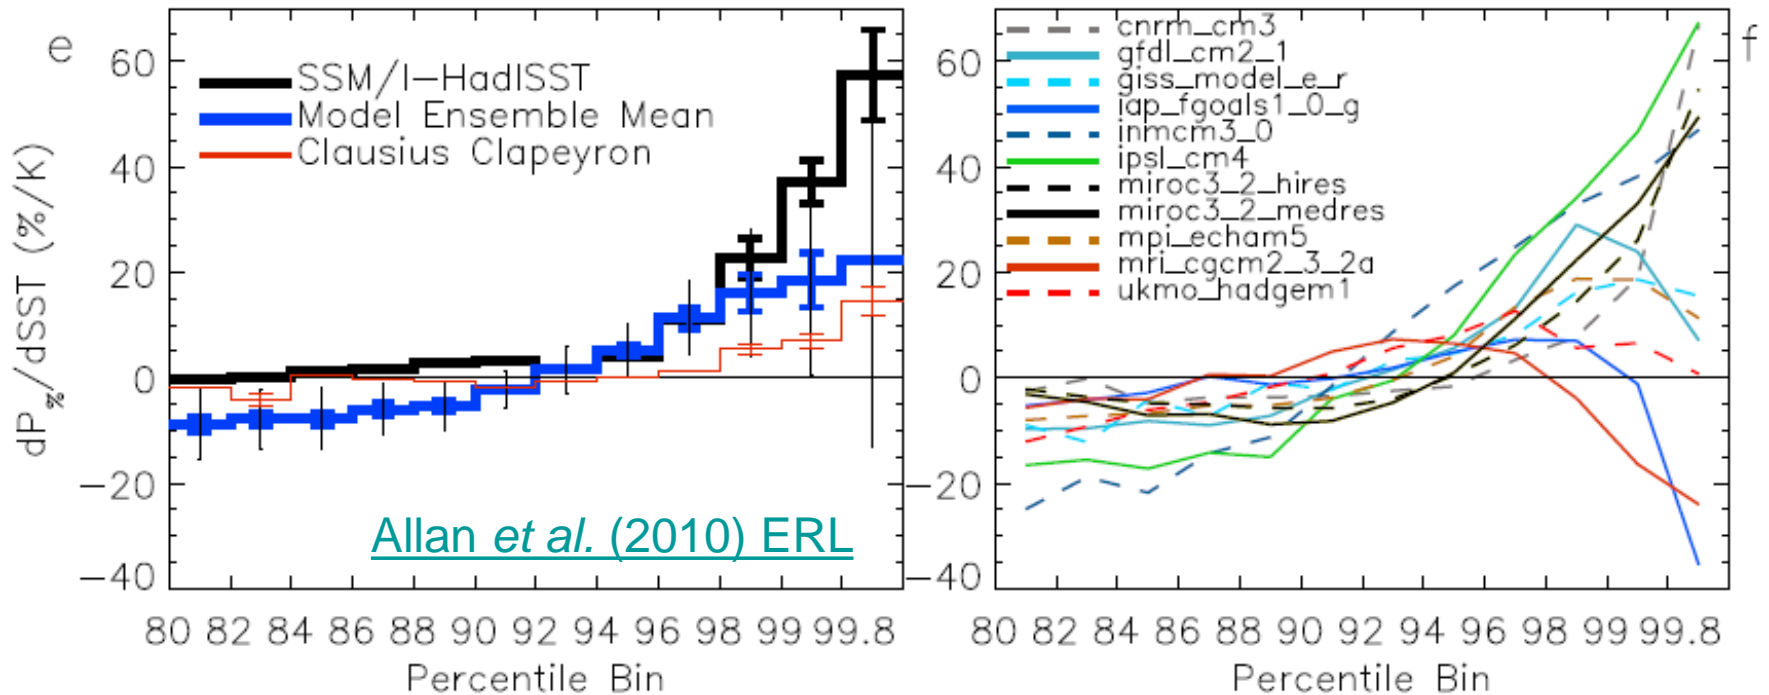 e
60
40
20
0
−20
−40
dP%/dSST (%/K)
SSM/I−HadISST
Model Ensemble Mean
Clausius Clapeyron
Allan et al. (2010) ERL
80 82 84 86 88 90 92 94 96 98 99 99.8
Percentile Bin
f
60
40
20
0
−20
−40
cnrm_cm3
gfdl_cm2_1
giss_model_e_r
iap_fgoals1_0_g
inmcm3_0
ipsl_cm4
miroc3_2_hires
miroc3_2_medres
mpi_echam5
mri_cgcm2_3_2a
ukmo_hadgem1
80 82 84 86 88 90 92 94 96 98 99 99.8
Percentile Bin